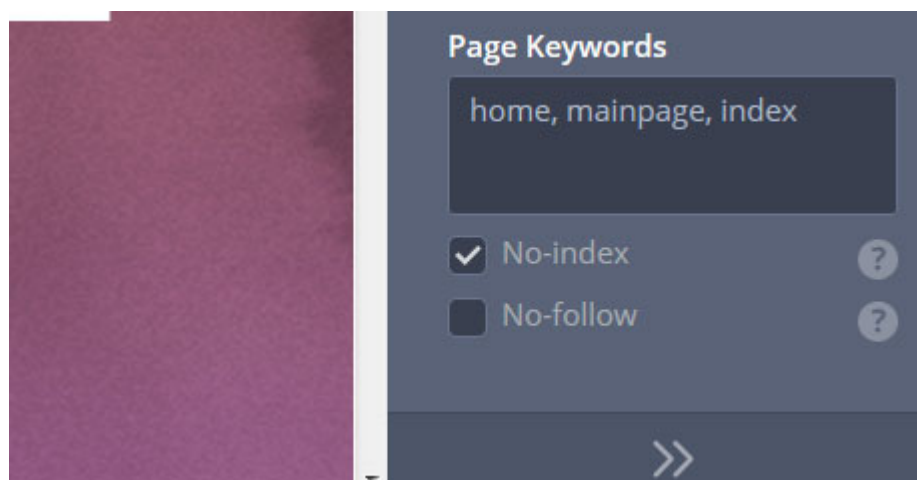 Page Keywords
home, mainpage, index
No-index
?
No-follow
?